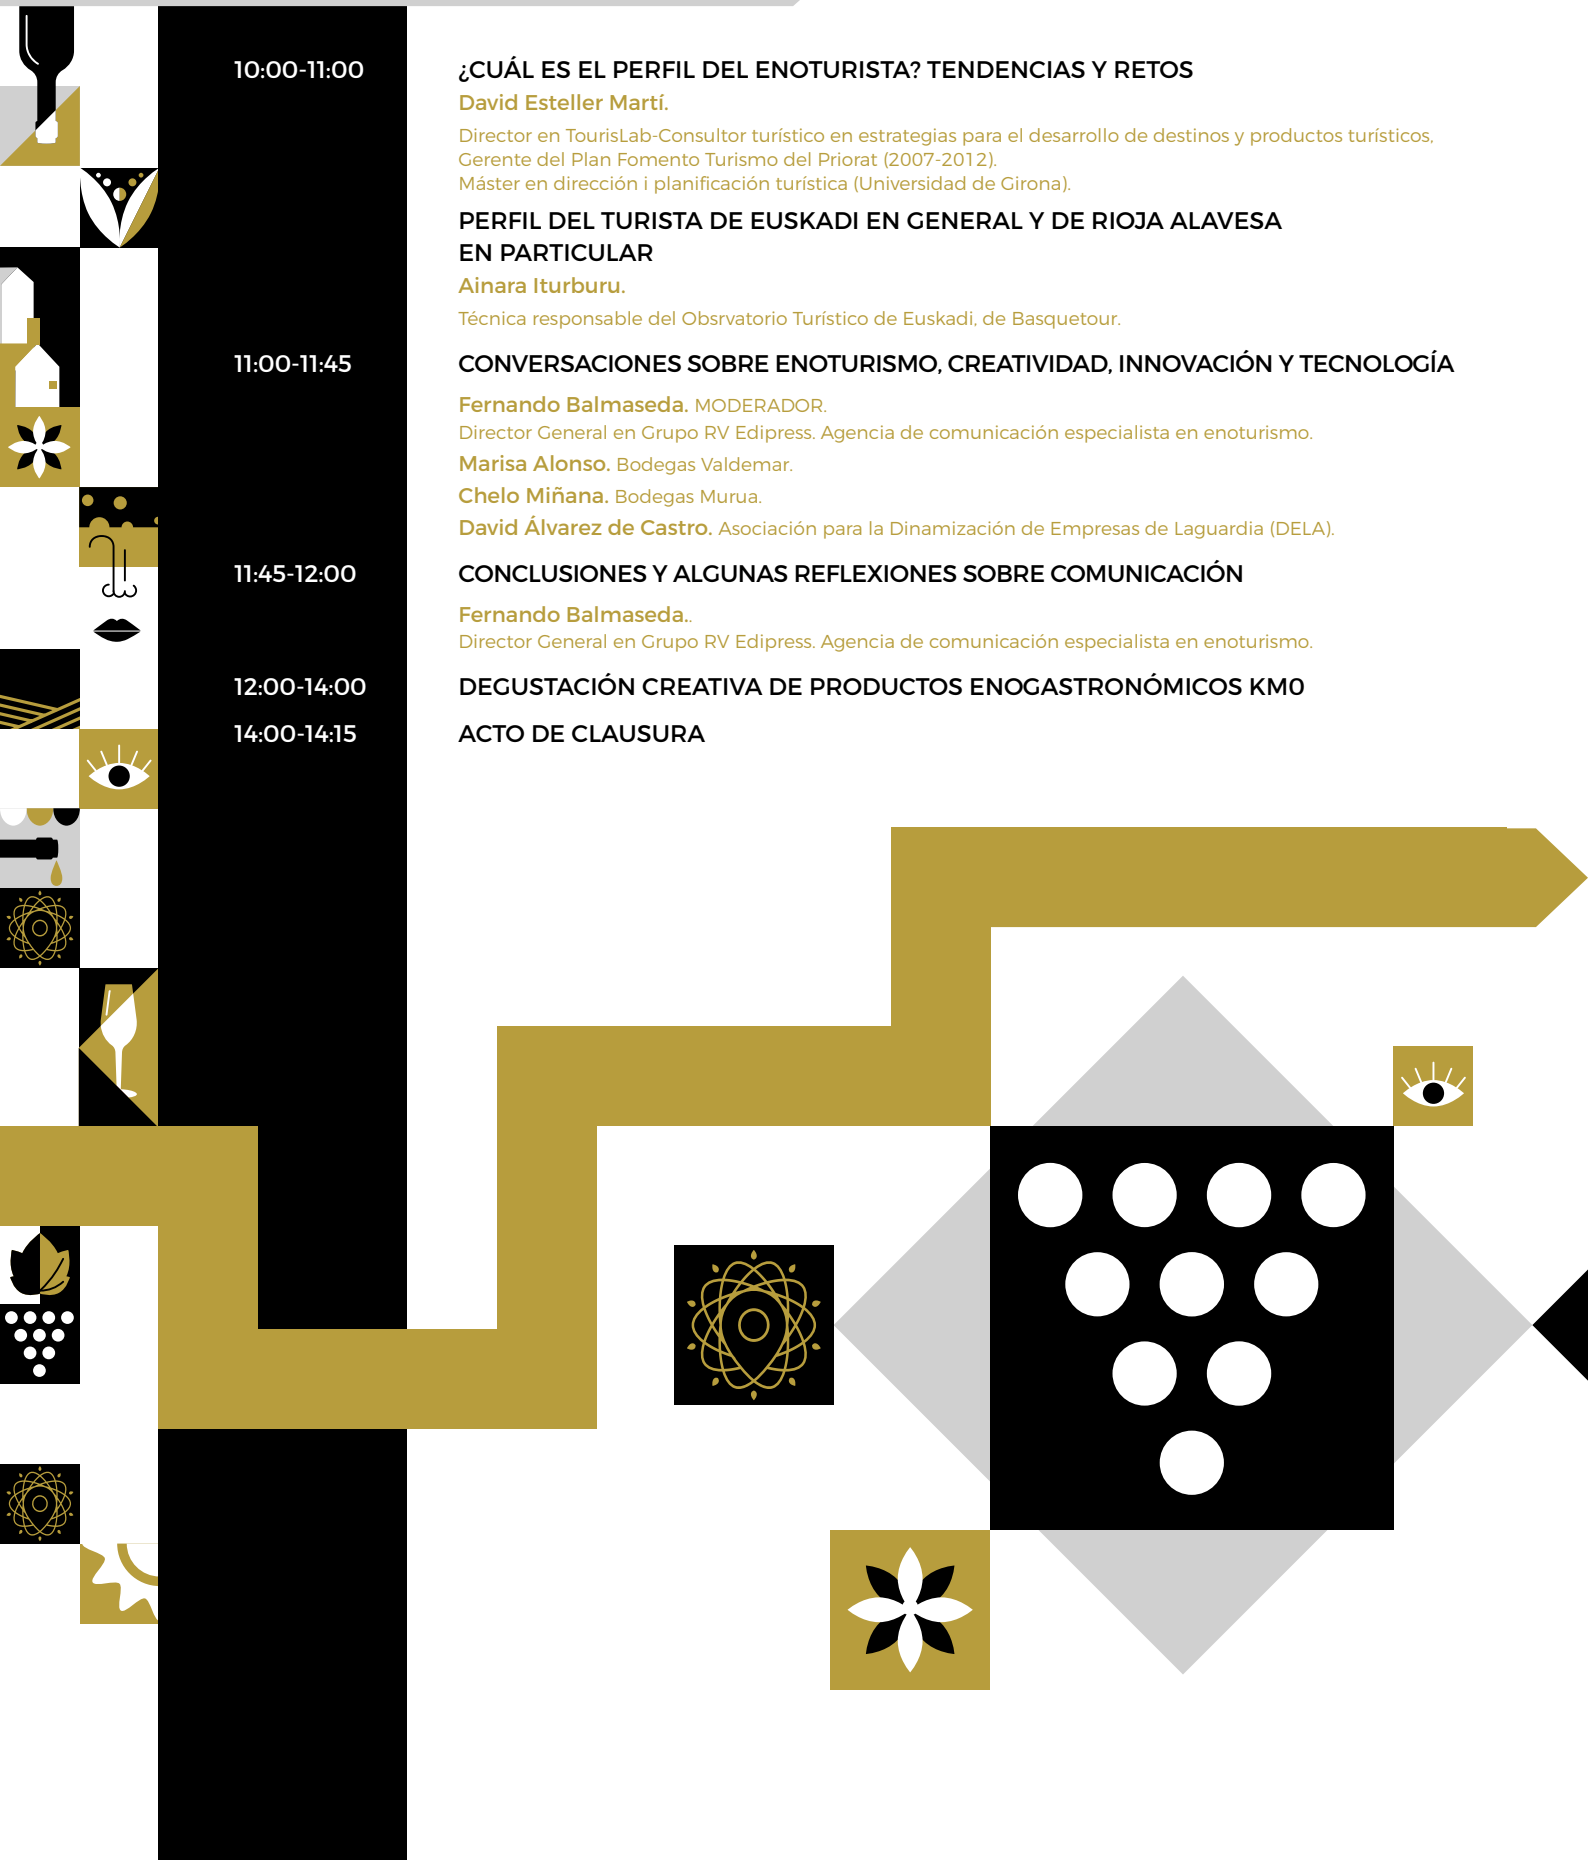 10:00-11:00 ¿CUÁL ES EL PERFIL DEL ENOTURISTA? TENDENCIAS Y RETOS
David Esteller Martí.
Director en TourisLab-Consultor turístico en estrategias para el desarrollo de destinos y productos turísticos,
Gerente del Plan Fomento Turismo del Priorat (2007-2012).
Máster en dirección i planificación turística (Universidad de Girona).
PERFIL DEL TURISTA DE EUSKADI EN GENERAL Y DE RIOJA ALAVESA
EN PARTICULAR
Ainara Iturburu.
Técnica responsable del Obsrvatorio Turístico de Euskadi, de Basquetour.
11:00-11:45 CONVERSACIONES SOBRE ENOTURISMO, CREATIVIDAD, INNOVACIÓN Y TECNOLOGÍA
Fernando Balmaseda. MODERADOR.
Director General en Grupo RV Edipress. Agencia de comunicación especialista en enoturismo.
Marisa Alonso. Bodegas Valdemar.
Chelo Miñana. Bodegas Murua.
David Álvarez de Castro. Asociación para la Dinamización de Empresas de Laguardia (DELA).
11:45-12:00 CONCLUSIONES Y ALGUNAS REFLEXIONES SOBRE COMUNICACIÓN
Fernando Balmaseda..
Director General en Grupo RV Edipress. Agencia de comunicación especialista en enoturismo.
12:00-14:00 DEGUSTACIÓN CREATIVA DE PRODUCTOS ENOGASTRONÓMICOS KM0
14:00-14:15 ACTO DE CLAUSURA